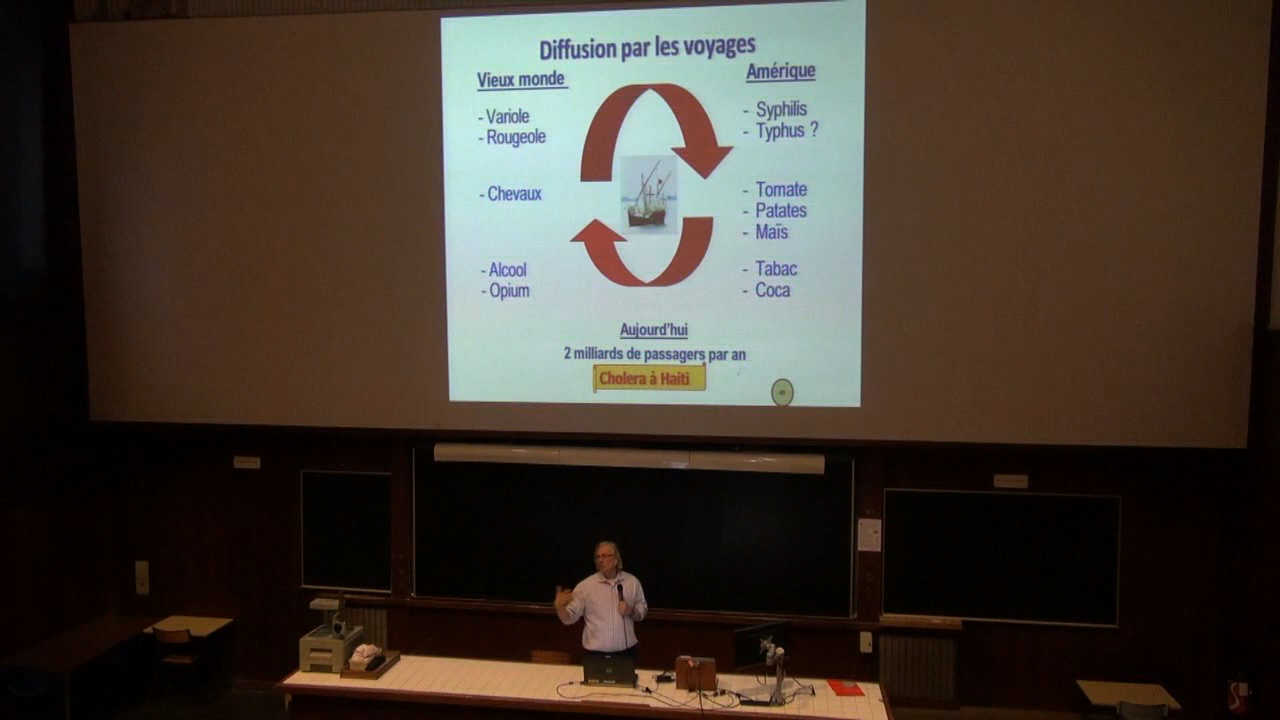 Diffusion par les voyages
Vieux monde
- Variole
- Rougeole
- Chevaux
- Alcool
- Opium
Amérique
- Syphilis
- Typhus ?
- Tomate
- Patates
- Maïs
- Tabac
- Coca
Aujourd'hui
2 milliards de passagers par an
Cholera à Haiti